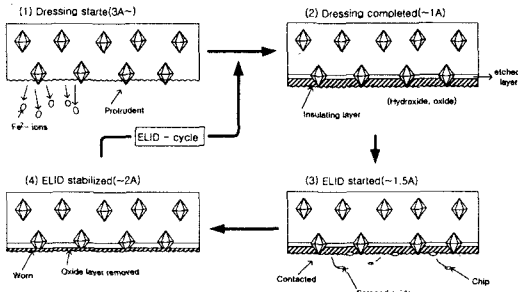 (1) Dressing starte(3A~)
Protrudent
Fe²⁻ ions
(2) Dressing completed(~1A)
etched
layer
(Hydroxide, oxide)
Insulating layer
ELID - cycle
(4) ELID stabilized(~2A)
Worn
Oxide layer removed
(3) ELID started(~1.5A)
Contacted
Chip